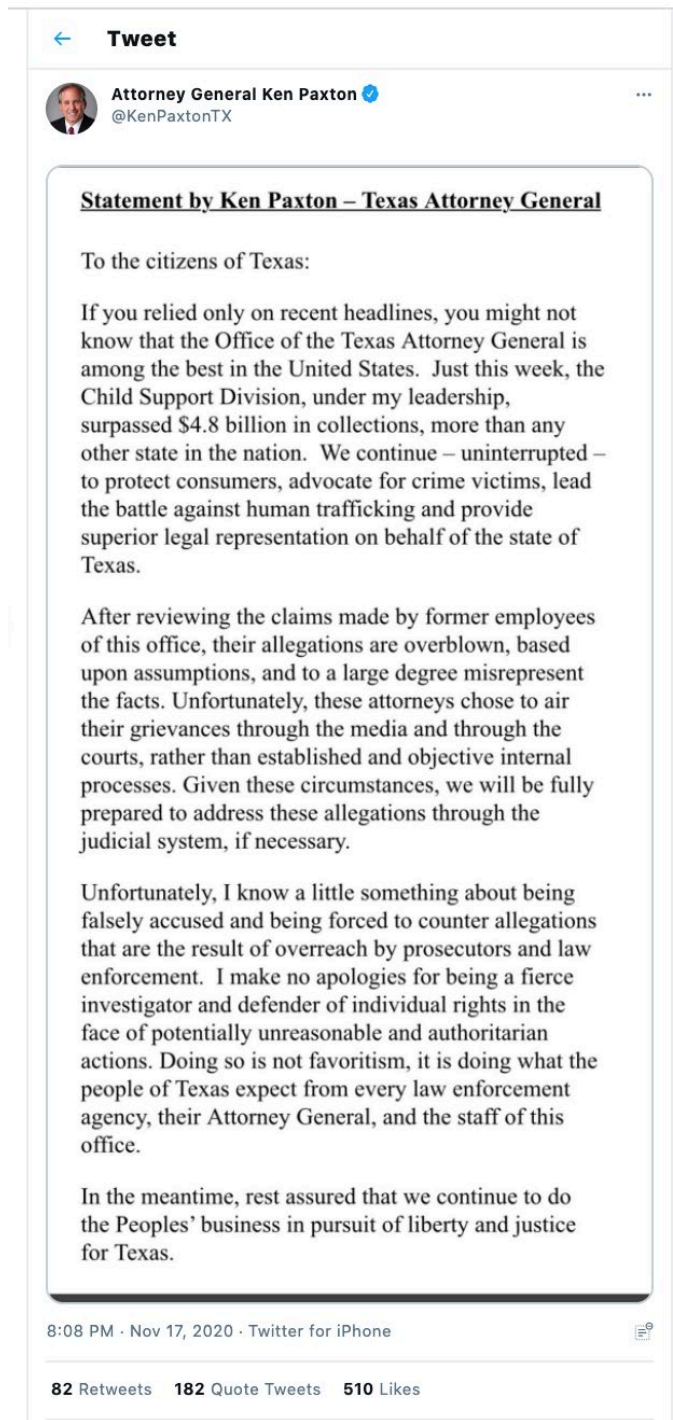 Tweet
Attorney General Ken Paxton
@KenPaxtonTX
Statement by Ken Paxton – Texas Attorney General
To the citizens of Texas:
If you relied only on recent headlines, you might not
know that the Office of the Texas Attorney General is
among the best in the United States.  Just this week, the
Child Support Division, under my leadership,
surpassed $4.8 billion in collections, more than any
other state in the nation.  We continue – uninterrupted –
to protect consumers, advocate for crime victims, lead
the battle against human trafficking and provide
superior legal representation on behalf of the state of
Texas.
After reviewing the claims made by former employees
of this office, their allegations are overblown, based
upon assumptions, and to a large degree misrepresent
the facts. Unfortunately, these attorneys chose to air
their grievances through the media and through the
courts, rather than established and objective internal
processes. Given these circumstances, we will be fully
prepared to address these allegations through the
judicial system, if necessary.
Unfortunately, I know a little something about being
falsely accused and being forced to counter allegations
that are the result of overreach by prosecutors and law
enforcement.  I make no apologies for being a fierce
investigator and defender of individual rights in the
face of potentially unreasonable and authoritarian
actions. Doing so is not favoritism, it is doing what the
people of Texas expect from every law enforcement
agency, their Attorney General, and the staff of this
office.
In the meantime, rest assured that we continue to do
the Peoples’ business in pursuit of liberty and justice
for Texas.
8:08 PM · Nov 17, 2020 · Twitter for iPhone
82 Retweets 182 Quote Tweets 510 Likes